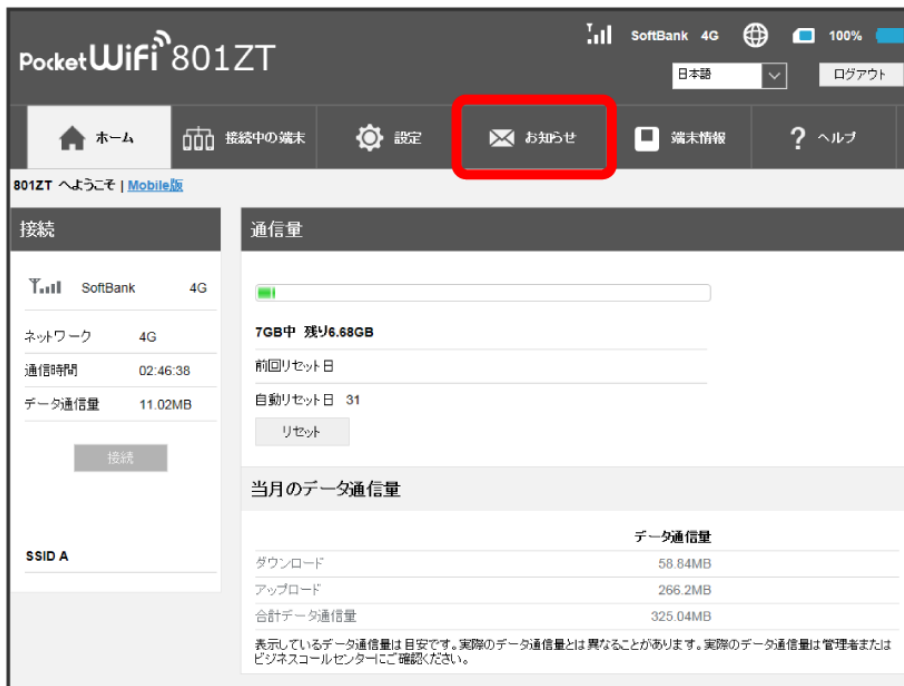 SoftBank 4G 100%
PocketWiFi 801ZT
日本語 ログアウト
ホーム 接続中の端末 設定 お知らせ 端末情報 ヘルプ
801ZT へようこそ | Mobile版
接続
SoftBank 4G
ネットワーク 4G
通信時間 02:46:38
データ通信量 11.02MB
接続
SSID A
通信量
7GB中 残り6.68GB
前回リセット日
自動リセット日 31
リセット
当月のデータ通信量
データ通信量
ダウンロード 58.84MB
アップロード 266.2MB
合計データ通信量 325.04MB
表示しているデータ通信量は目安です。実際のデータ通信量とは異なることがあります。実際のデータ通信量は管理者または
ビジネスコールセンターにご確認ください。